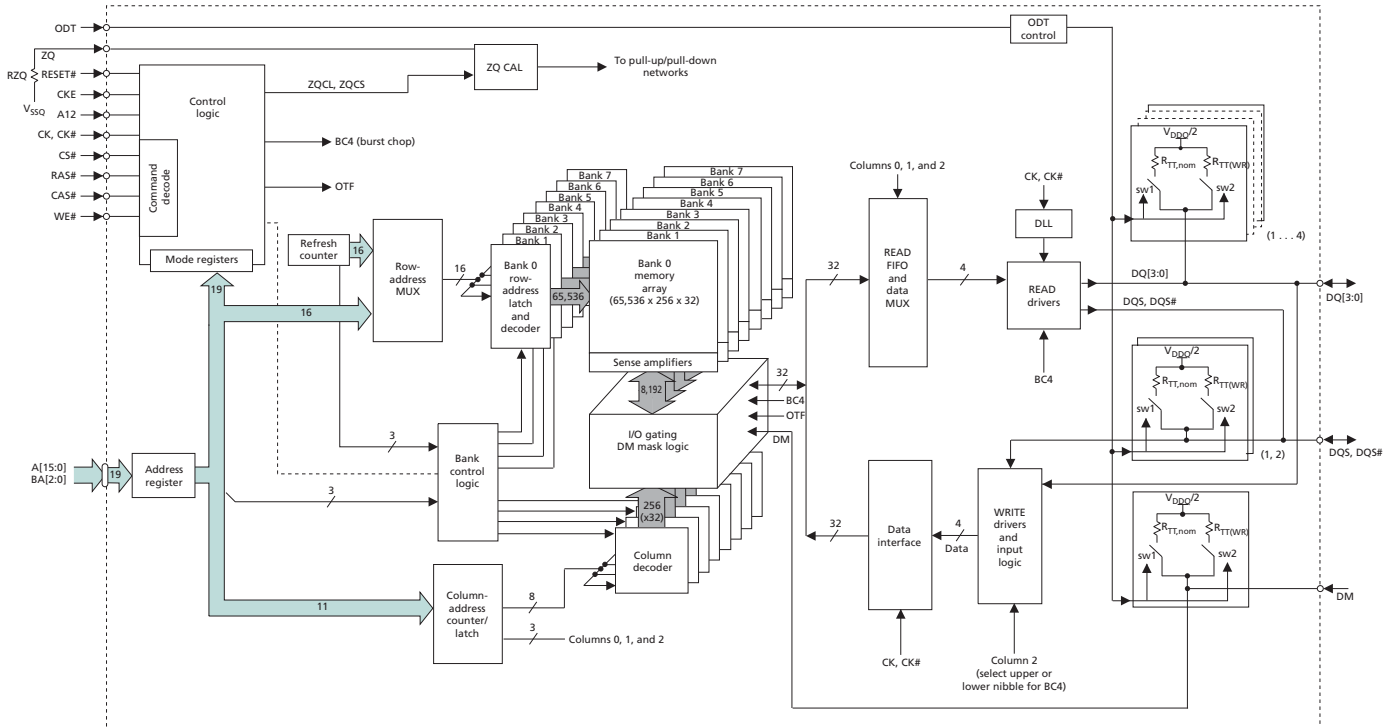 ODT
ODT
control
ZQ
RZQ
RESET#
CKE
VSSQ
A12
CK, CK#
CS#
RAS#
CAS#
WE#
Control
logic
Command
decode
Mode registers
ZQCL, ZQCS
ZQ CAL
To pull-up/pull-down
networks
BC4 (burst chop)
OTF
Refresh
counter
16
Row-
address
MUX
16
19
16
Bank 7
Bank 6
Bank 5
Bank 4
Bank 3
Bank 2
Bank 1
Bank 0
row-
address
latch
and
decoder
65,536
Bank 7
Bank 6
Bank 5
Bank 4
Bank 3
Bank 2
Bank 1
Bank 0
memory
array
(65,536 x 256 x 32)
Sense amplifiers
8,192
I/O gating
DM mask logic
32
BC4
OTF
DM
256
(x32)
Column
decoder
3
3
Bank
control
logic
A[15:0]
BA[2:0]
19
Address
register
11
Column-
address
counter/
latch
8
3
Columns 0, 1, and 2
Columns 0, 1, and 2
32
READ
FIFO
and
data
MUX
4
CK, CK#
DLL
READ
drivers
BC4
DQ[3:0]
DQS, DQS#
32
Data
interface
CK, CK#
4
Data
WRITE
drivers
and
input
logic
Column 2
(select upper or
lower nibble for BC4)
VDDQ/2
RTT,nom
RTT(WR)
sw1
sw2
(1 . . . 4)
DQ[3:0]
VDDQ/2
RTT,nom
RTT(WR)
sw1
sw2
(1, 2)
DQS, DQS#
VDDQ/2
RTT,nom
RTT(WR)
sw1
sw2
DM